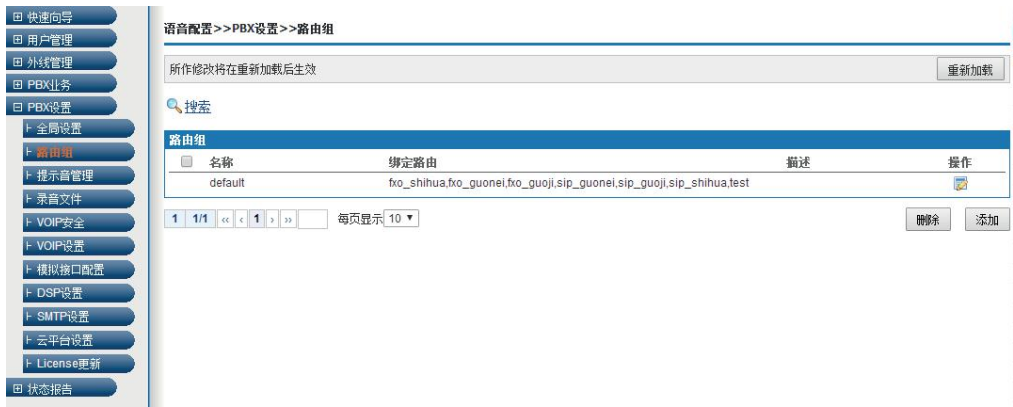 快速向导
用户管理
外线管理
PBX业务
PBX设置
全局设置
路由组
提示音管理
录音文件
VOIP安全
VOIP设置
模拟接口配置
DSP设置
SMTP设置
云平台设置
License更新
状态报告
语音配置>>PBX设置>>路由组
所作修改将在重新加载后生效 重新加载
搜索
路由组
名称 绑定路由 描述 操作
default fxo_shihua,fxo_guonei,fxo_guoji,sip_guonei,sip_guoji,sip_shihua,test
1 1/1 ‹‹ ‹ 1 › ›› 每页显示 10 删除 添加